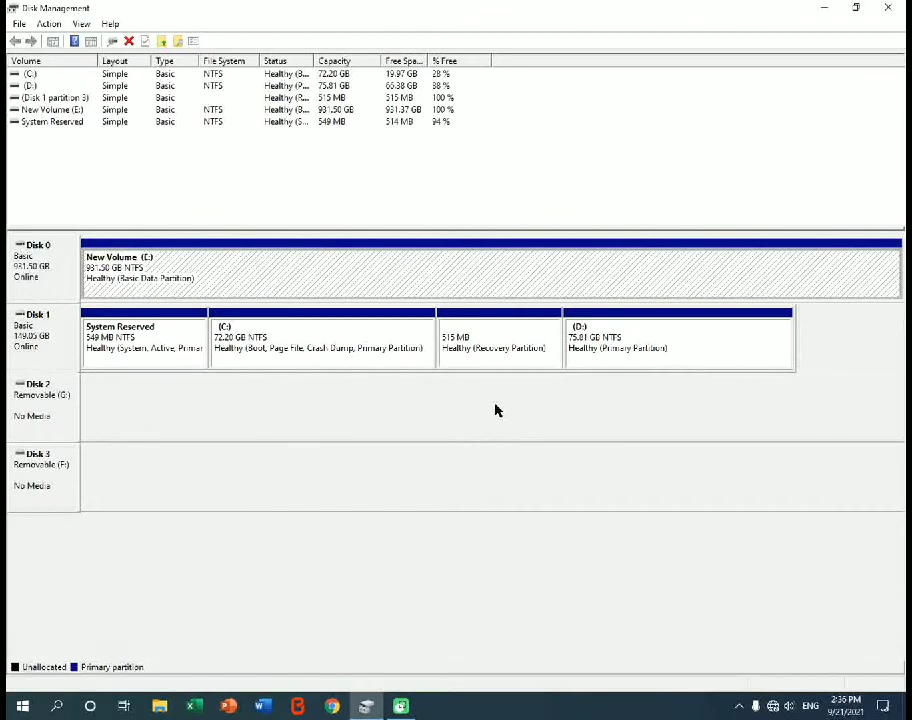 Disk Management
File Action View Help
Volume Layout Type File System Status Capacity Free Spa... % Free
(C:) Simple Basic NTFS Healthy (B... 72.20 GB 19.97 GB 28 %
(D:) Simple Basic NTFS Healthy (P... 75.81 GB 66.38 GB 88 %
(Disk 1 partition 3) Simple Basic Healthy (R... 515 MB 515 MB 100 %
New Volume (E:) Simple Basic NTFS Healthy (B... 931.50 GB 931.37 GB 100 %
System Reserved Simple Basic NTFS Healthy (S... 549 MB 514 MB 94 %
Disk 0
Basic
931.50 GB
Online
New Volume (E:)
931.50 GB NTFS
Healthy (Basic Data Partition)
Disk 1
Basic
149.05 GB
Online
System Reserved
549 MB NTFS
Healthy (System, Active, Primar
(C:)
72.20 GB NTFS
Healthy (Boot, Page File, Crash Dump, Primary Partition)
515 MB
Healthy (Recovery Partition)
(D:)
75.81 GB NTFS
Healthy (Primary Partition)
Disk 2
Removable (G:)
No Media
Disk 3
Removable (F:)
No Media
Unallocated Primary partition
ENG
2:36 PM
9/21/2021